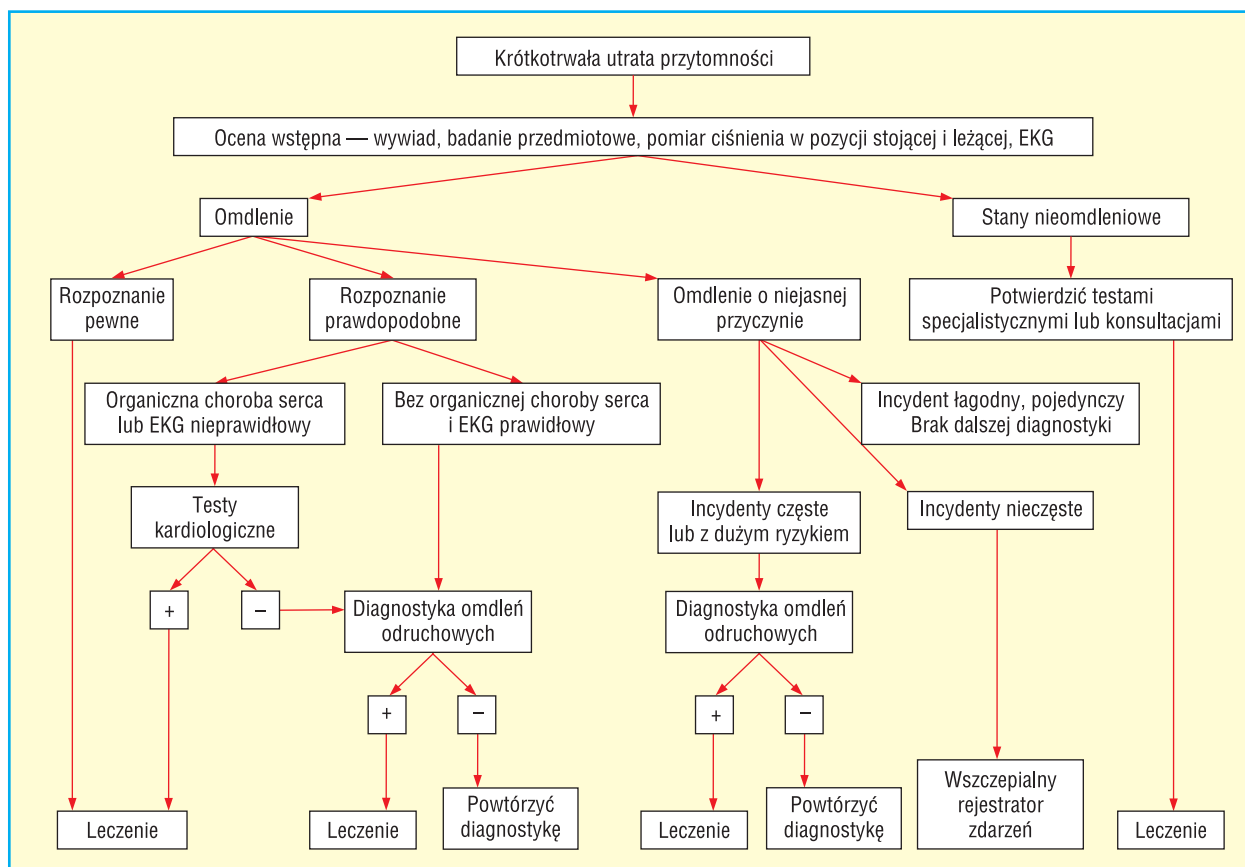 Krótkotrwała utrata przytomności
Ocena wstępna — wywiad, badanie przedmiotowe, pomiar ciśnienia w pozycji stojącej i leżącej, EKG
Omdlenie
Stany nieomdleniowe
Rozpoznanie
pewne
Rozpoznanie
prawdopodobne
Omdlenie o niejasnej
przyczynie
Potwierdzić testami
specjalistycznymi lub konsultacjami
Organiczna choroba serca
lub EKG nieprawidłowy
Bez organicznej choroby serca
i EKG prawidłowy
Incydent łagodny, pojedynczy
Brak dalszej diagnostyki
Testy
kardiologiczne
Incydenty częste
lub z dużym ryzykiem
Incydenty nieczęste
+
–
Diagnostyka omdleń
odruchowych
Diagnostyka omdleń
odruchowych
+
–
+
–
Leczenie
Leczenie
Powtórzyć
diagnostykę
Leczenie
Powtórzyć
diagnostykę
Wszczepialny
rejestrator
zdarzeń
Leczenie